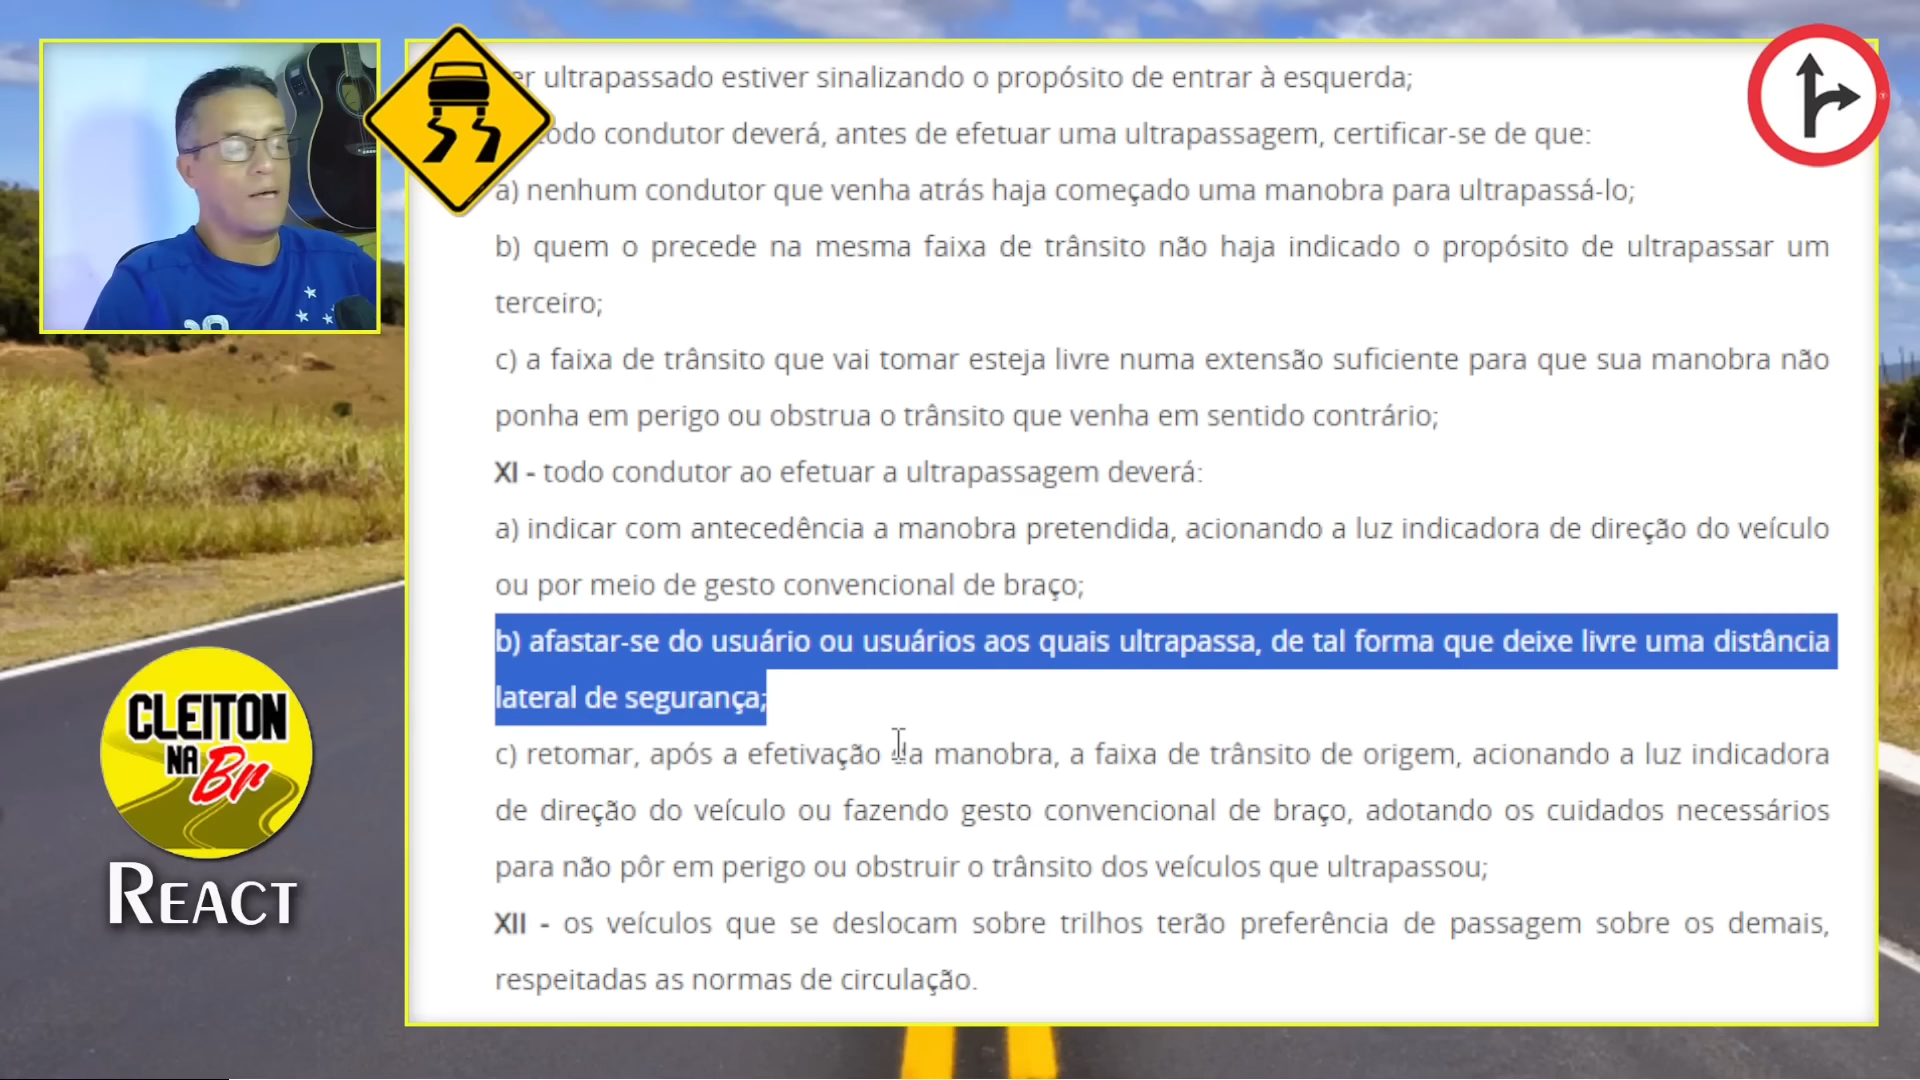 er ultrapassado estiver sinalizando o propósito de entrar à esquerda;
todo condutor deverá, antes de efetuar uma ultrapassagem, certificar-se de que:
a) nenhum condutor que venha atrás haja começado uma manobra para ultrapassá-lo;
b) quem o precede na mesma faixa de trânsito não haja indicado o propósito de ultrapassar um
terceiro;
c) a faixa de trânsito que vai tomar esteja livre numa extensão suficiente para que sua manobra não
ponha em perigo ou obstrua o trânsito que venha em sentido contrário;
XI - todo condutor ao efetuar a ultrapassagem deverá:
a) indicar com antecedência a manobra pretendida, acionando a luz indicadora de direção do veículo
ou por meio de gesto convencional de braço;
b) afastar-se do usuário ou usuários aos quais ultrapassa, de tal forma que deixe livre uma distância
lateral de segurança;
c) retomar, após a efetivação da manobra, a faixa de trânsito de origem, acionando a luz indicadora
de direção do veículo ou fazendo gesto convencional de braço, adotando os cuidados necessários
para não pôr em perigo ou obstruir o trânsito dos veículos que ultrapassou;
XII - os veículos que se deslocam sobre trilhos terão preferência de passagem sobre os demais,
respeitadas as normas de circulação.
CLEITON
NA Br
REACT